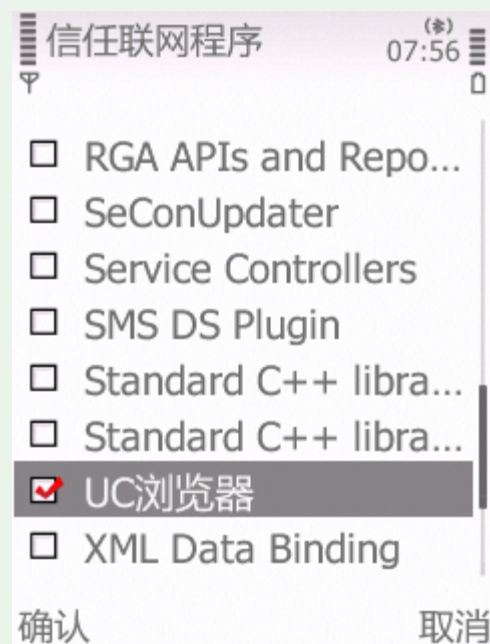 信任联网程序
07:56
RGA APIs and Repo...
SeConUpdater
Service Controllers
SMS DS Plugin
Standard C++ libra...
Standard C++ libra...
UC浏览器
XML Data Binding
确认 取消